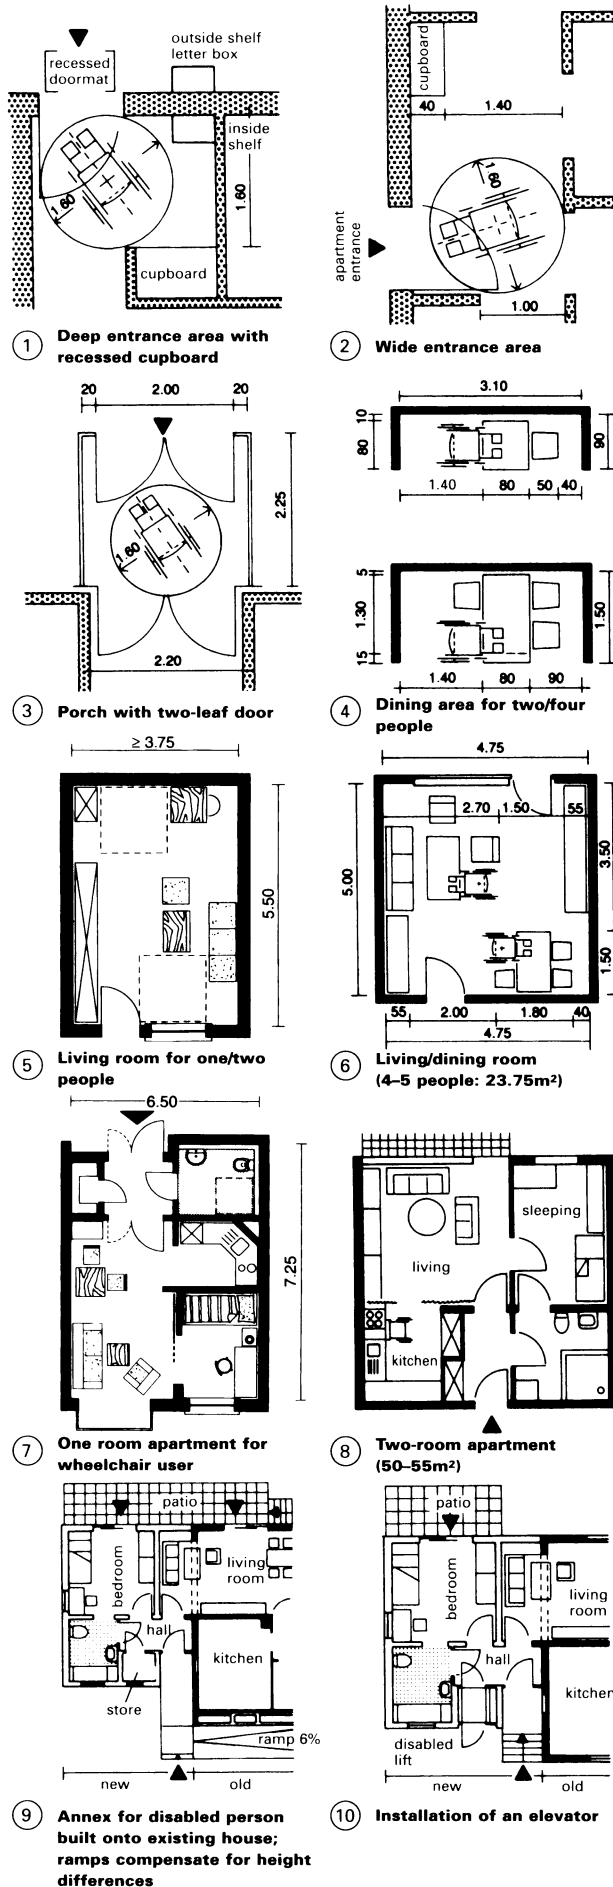 recessed
doormat
outside shelf
letter box
inside
shelf
1.60
1.60
cupboard
1 Deep entrance area with
recessed cupboard
cupboard
40 1.40
1.60
apartment
entrance
1.00
2 Wide entrance area
20 2.00 20
2.25
1.60
2.20
3 Porch with two-leaf door
3.10
10
80
90
1.40 80 50 40
5
1.30
15
1.50
1.40 80 90
4 Dining area for two/four
people
≥ 3.75
5.50
5 Living room for one/two
people
4.75
2.70 1.50 55
5.00
3.50
1.50
55 2.00 1.80 40
4.75
6 Living/dining room
(4–5 people: 23.75m²)
6.50
7.25
7 One room apartment for
wheelchair user
sleeping
living
kitchen
8 Two-room apartment
(50–55m²)
patio
bedroom
living
room
hall
kitchen
store
ramp 6%
new old
9 Annex for disabled person
built onto existing house;
ramps compensate for height
differences
patio
bedroom
living
room
hall
kitchen
disabled
lift
new old
10 Installation of an elevator